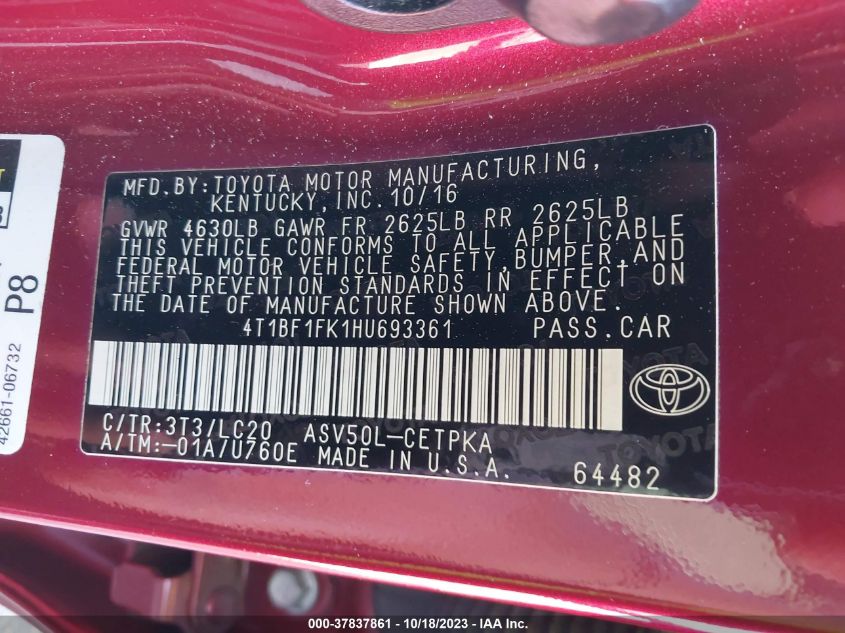 MFD. BY: TOYOTA MOTOR MANUFACTURING,
KENTUCKY, INC. 10/16
GVWR 4630LB GAWR FR 2625LB RR 2625LB
THIS VEHICLE CONFORMS TO ALL APPLICABLE
FEDERAL MOTOR VEHICLE SAFETY, BUMPER, AND
THEFT PREVENTION STANDARDS IN EFFECT ON
THE DATE OF MANUFACTURE SHOWN ABOVE.
4T1BF1FK1HU693361 PASS. CAR
C/TR: 3T3/LC20 ASV50L-CETPKA
A/TM: -01A/U760E MADE IN U.S.A. 64482
P8
42661-06732
000-37837861 - 10/18/2023 - IAA Inc.